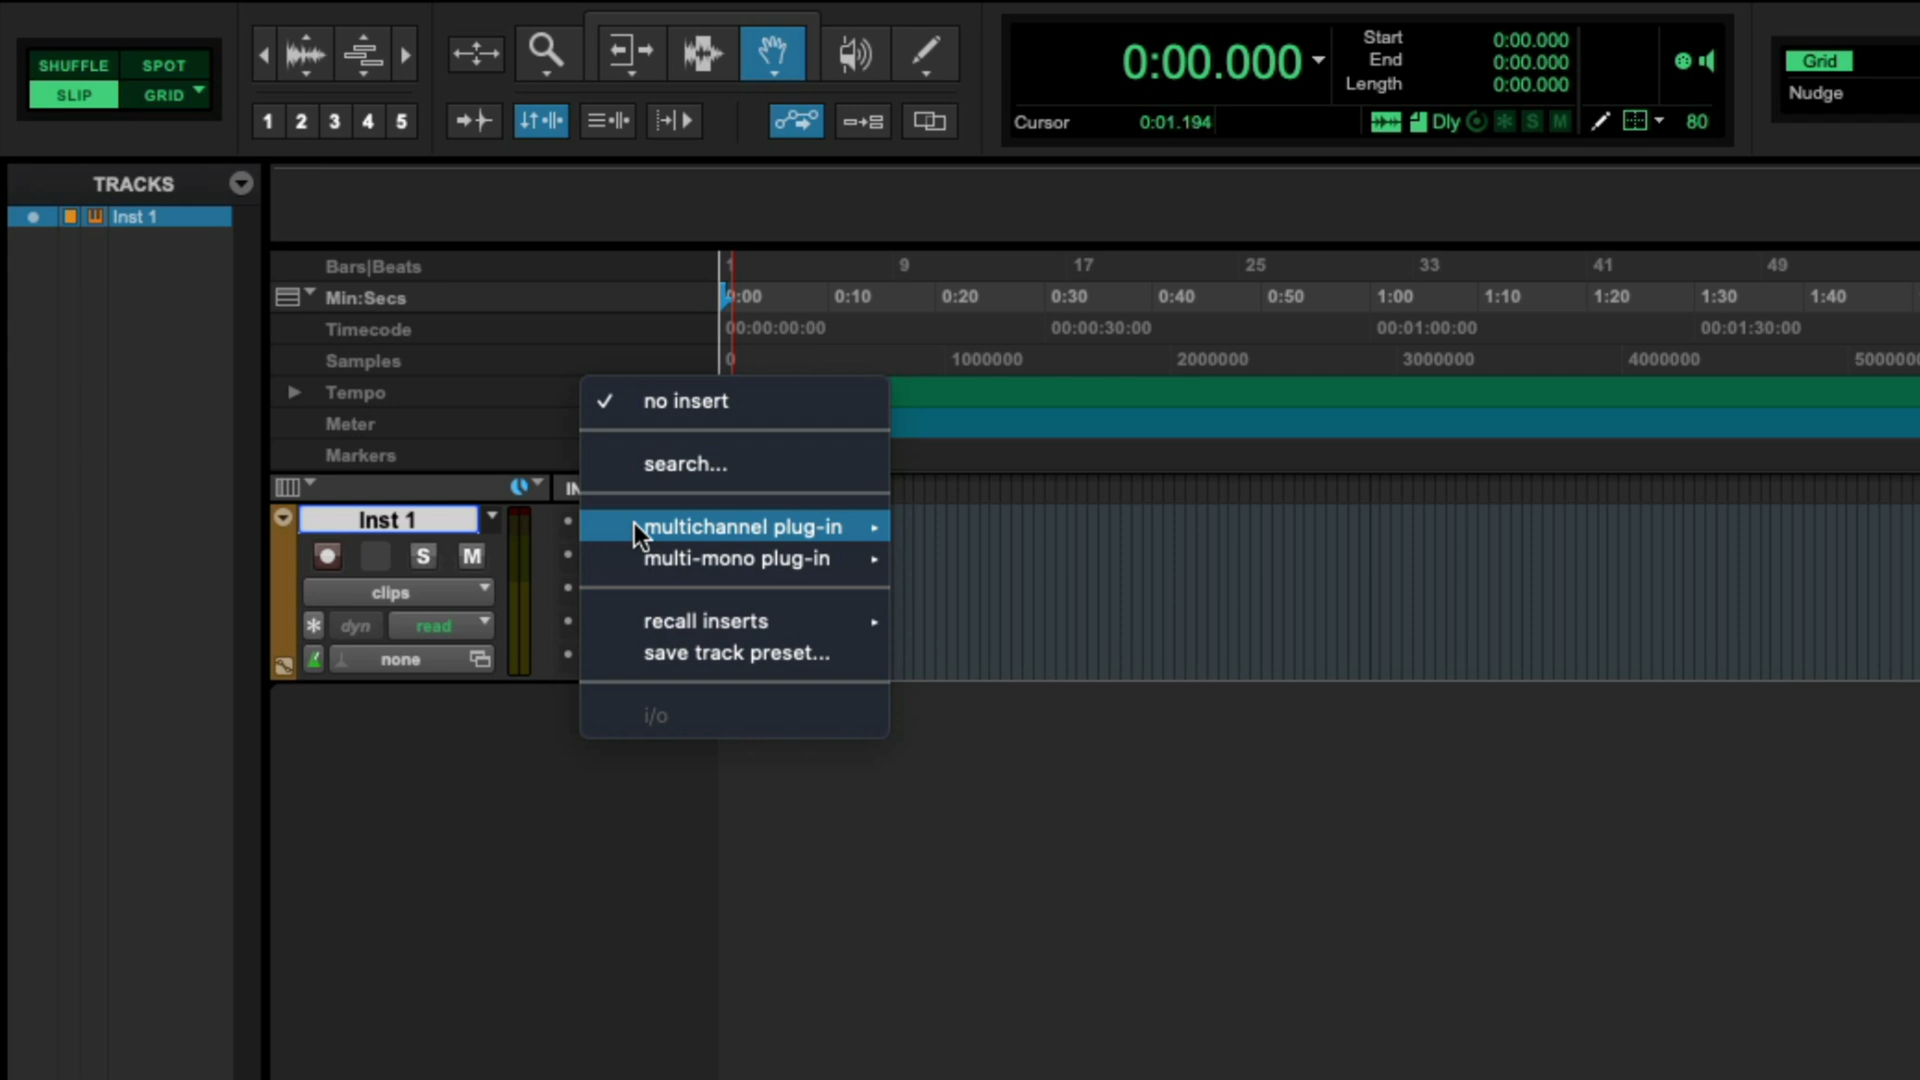 SHUFFLE SPOT
SLIP GRID
1 2 3 4 5
0:00.000
Start 0:00.000
End 0:00.000
Length 0:00.000
Cursor 0:01.194
Dly S M 80
Grid
Nudge
TRACKS
Inst 1
Bars|Beats 1 9 17 25 33 41 49
Min:Secs 0:00 0:10 0:20 0:30 0:40 0:50 1:00 1:10 1:20 1:30 1:40
Timecode 00:00:00:00 00:00:30:00 00:01:00:00 00:01:30:00
Samples 0 1000000 2000000 3000000 4000000 5000000
Tempo
Meter
Markers
no insert
search...
multichannel plug-in
multi-mono plug-in
recall inserts
save track preset...
i/o
IN
Inst 1
S M
clips
dyn read
none